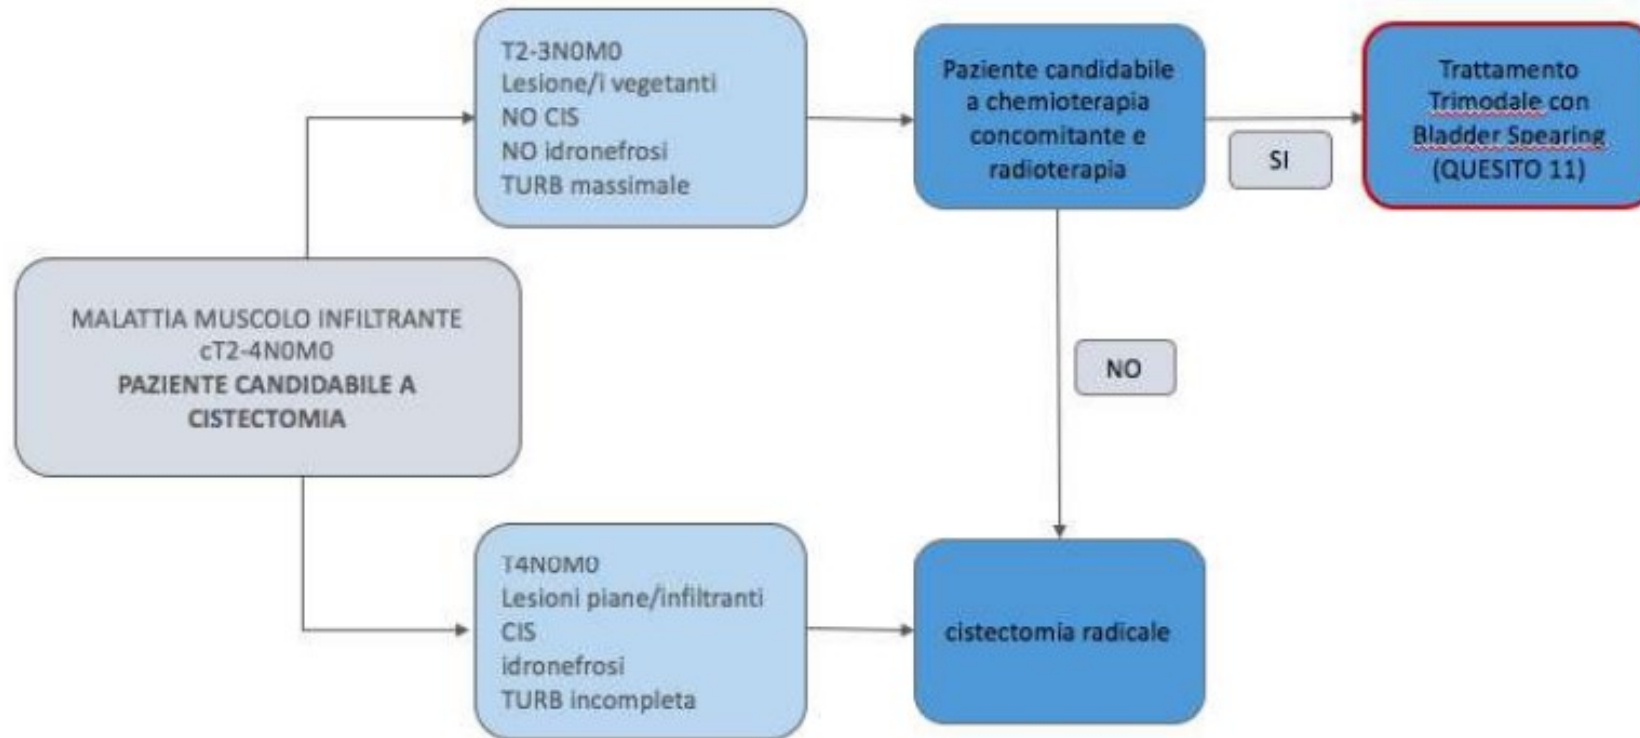 T2-3N0M0
Lesione/i vegetanti
NO CIS
NO idronefrosi
TURB massimale
Paziente candidabile
a chemioterapia
concomitante e
radioterapia
SI
Trattamento
Trimodale con
Bladder Spearing
(QUESITO 11)
MALATTIA MUSCOLO INFILTRANTE
cT2-4N0M0
PAZIENTE CANDIDABILE A
CISTECTOMIA
NO
T4N0M0
Lesioni piane/infiltranti
CIS
idronefrosi
TURB incompleta
cistectomia radicale